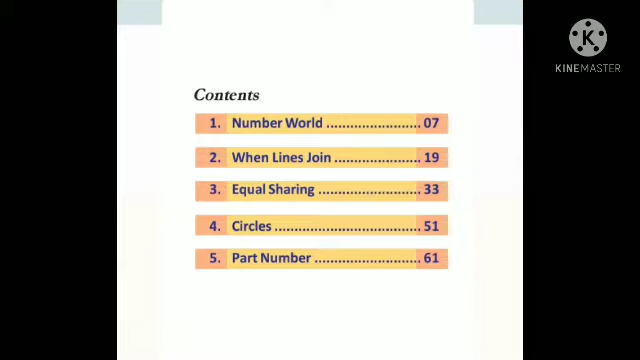 K
KINEMASTER
Contents
1. Number World ........................ 07
2. When Lines Join ...................... 19
3. Equal Sharing .......................... 33
4. Circles ..................................... 51
5. Part Number ........................... 61